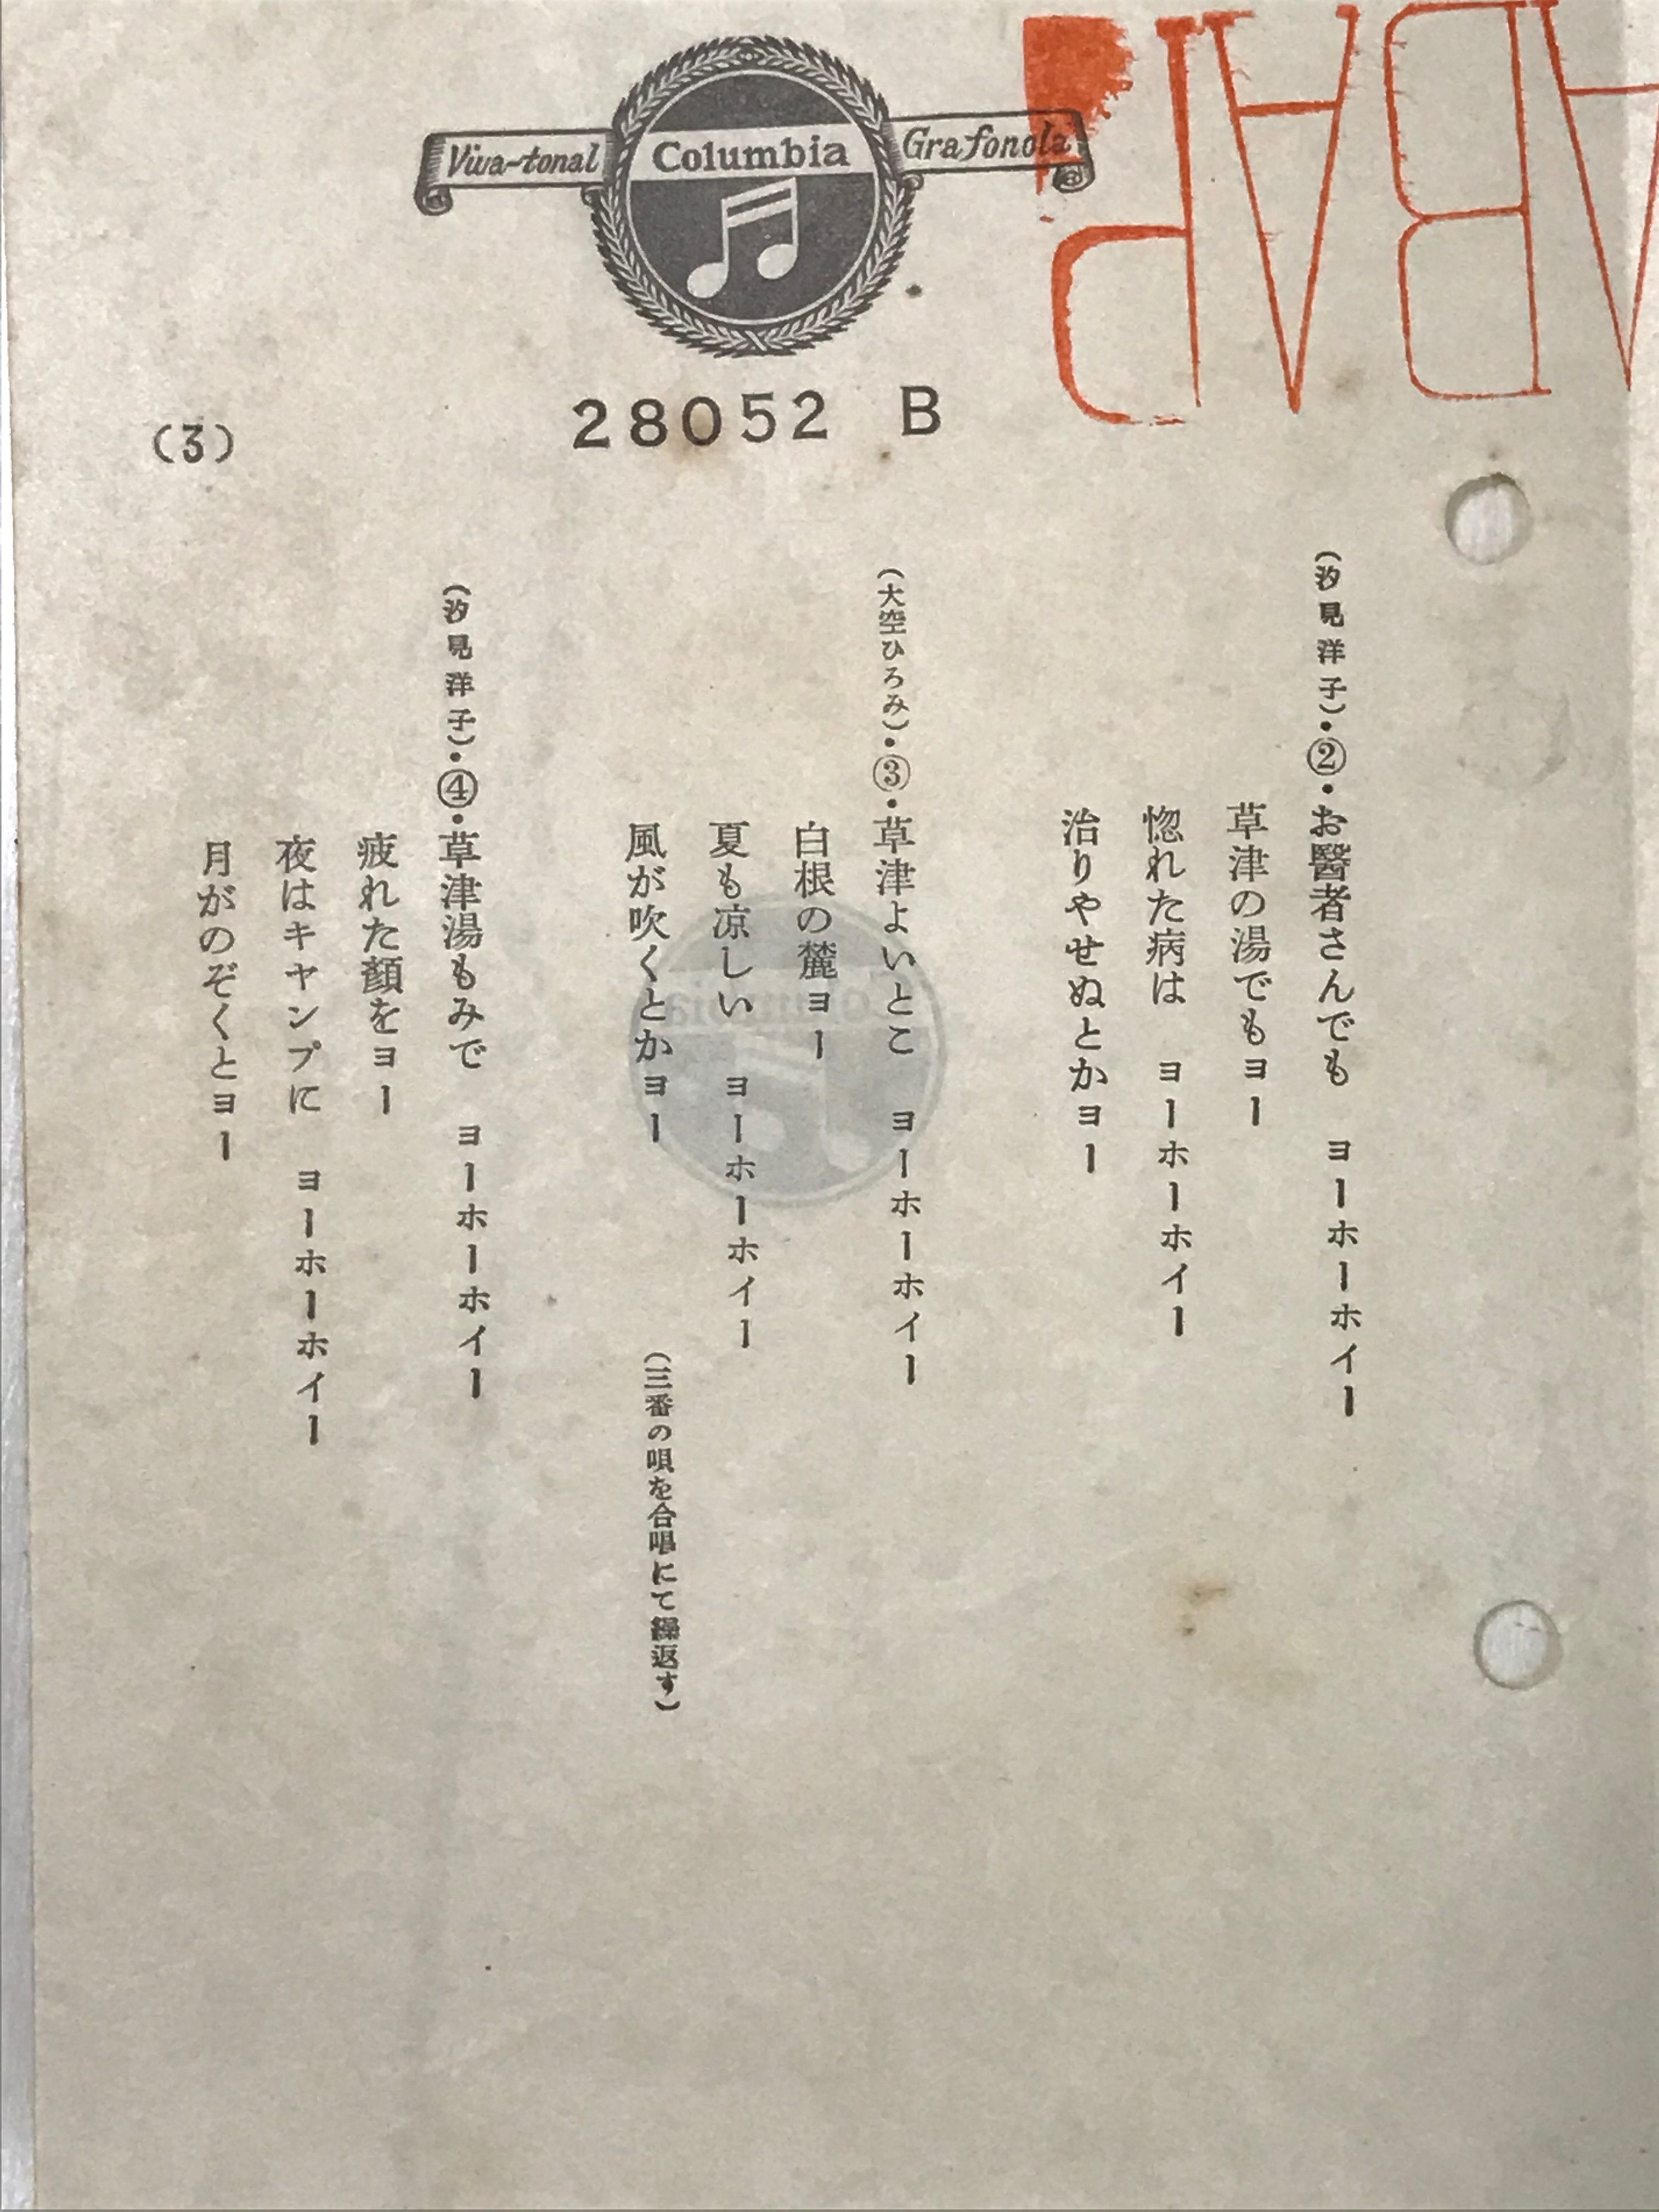 Viva-tonal Columbia Grafonola
28052 B
(3)
(汐見洋子)・②・お醫者さんでも ヨーホーホイー
草津の湯でもヨー
惚れた病は ヨーホーホイー
治りやせぬとかヨー
(大空ひろみ)・③・草津よいとこ ヨーホーホイー
白根の麓ヨー
夏も凉しい ヨーホーホイー
風が吹くとかヨー
(三番の唄を合唱にて繰返す)
(汐見洋子)・④・草津湯もみで ヨーホーホイー
疲れた顏をヨー
夜はキヤンプに ヨーホーホイー
月がのぞくとヨー